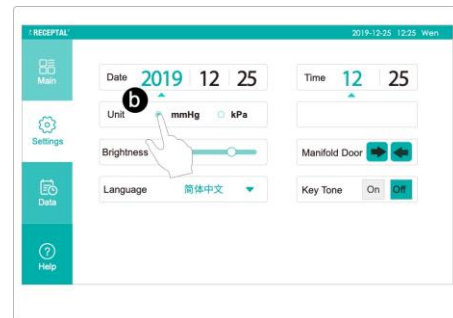 RECEPTAL'
2019-12-25 12:25 Wen
Main
Settings
Data
Help
Date 2019 12 25
Time 12 25
b
Unit mmHg kPa
Brightness
Manifold Door
Language 简体中文
Key Tone On Off